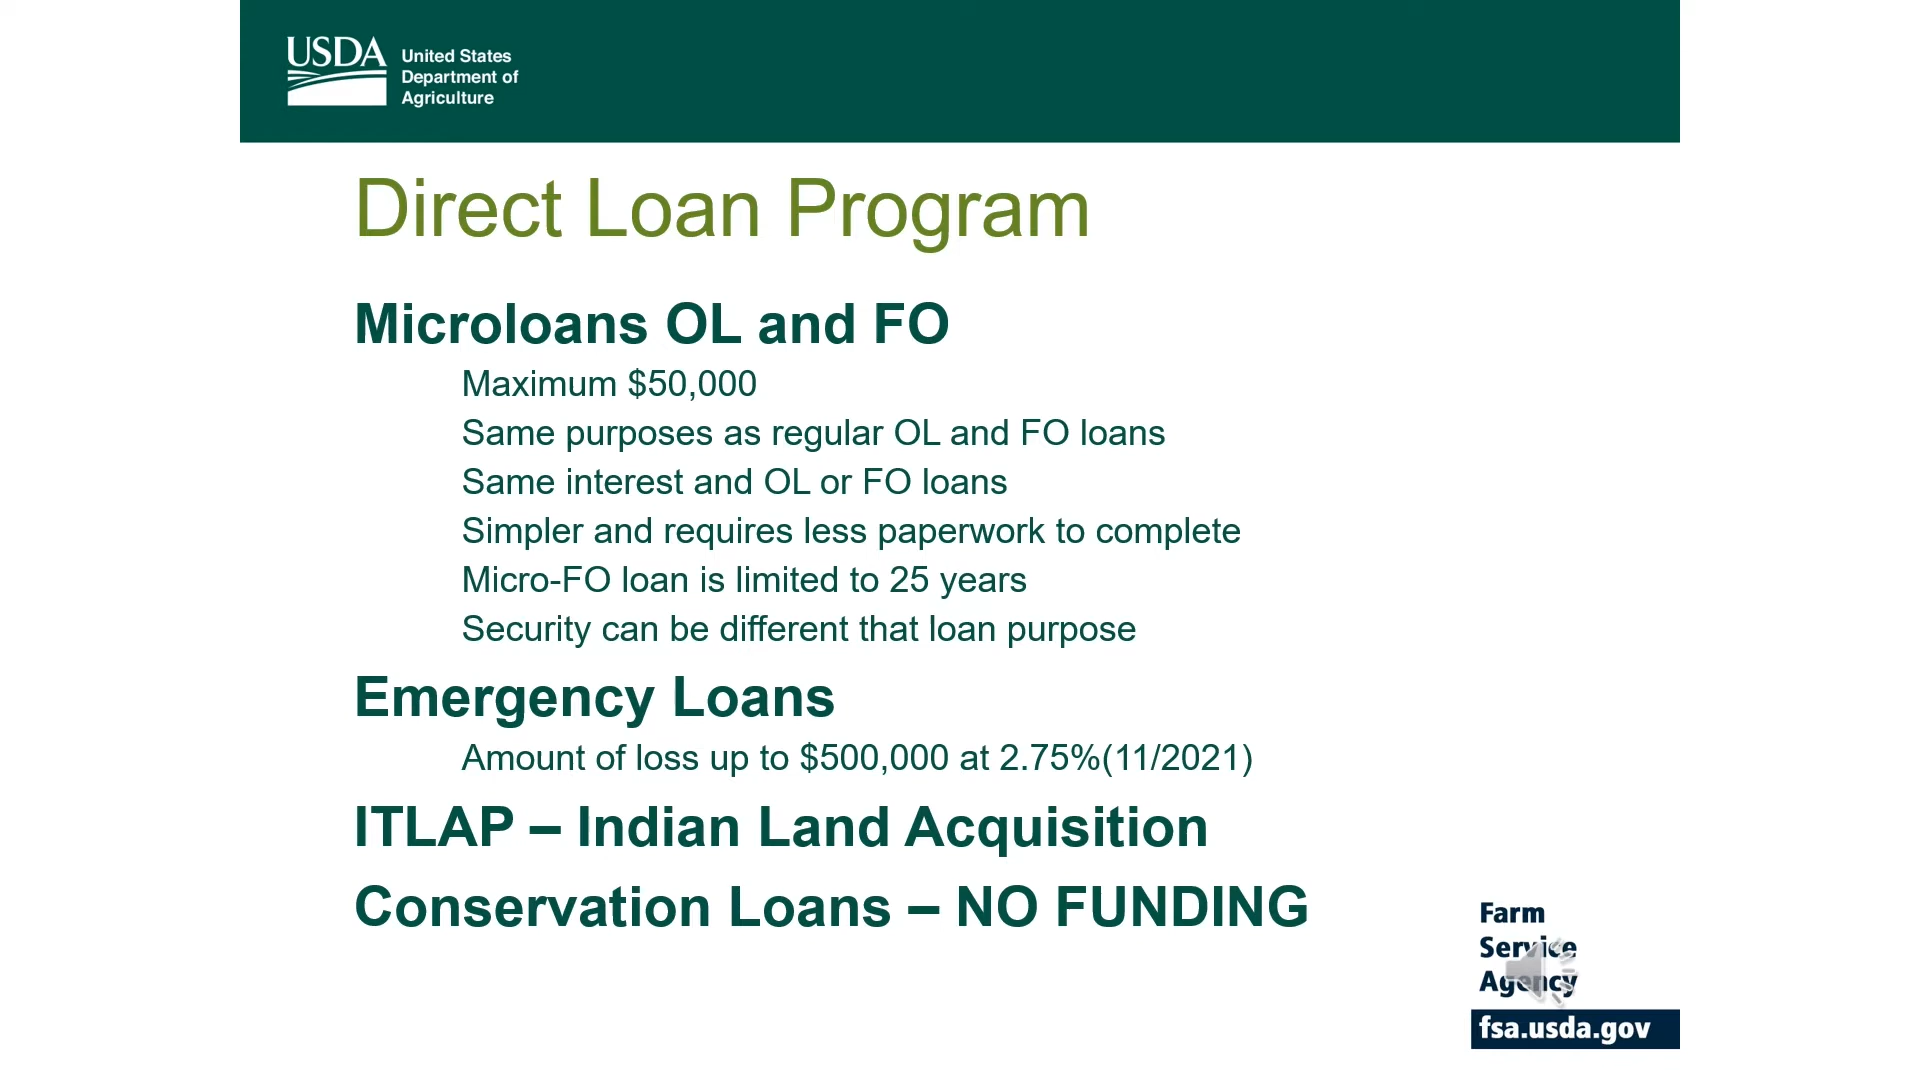 USDA
United States
Department of
Agriculture
Direct Loan Program
Microloans OL and FO
Maximum $50,000
Same purposes as regular OL and FO loans
Same interest and OL or FO loans
Simpler and requires less paperwork to complete
Micro-FO loan is limited to 25 years
Security can be different that loan purpose
Emergency Loans
Amount of loss up to $500,000 at 2.75%(11/2021)
ITLAP – Indian Land Acquisition
Conservation Loans – NO FUNDING
Farm
Service
Agency
fsa.usda.gov